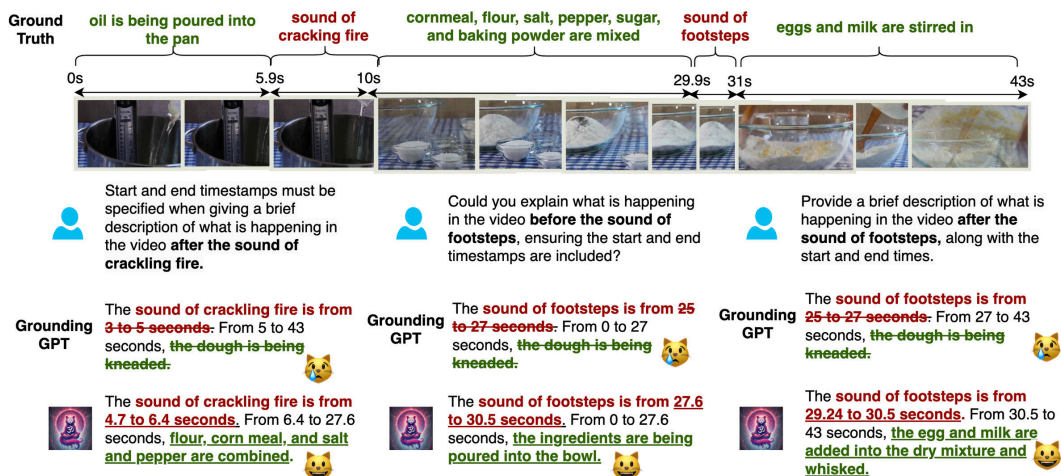 Ground Truth
oil is being poured into
the pan
sound of
cracking fire
cornmeal, flour, salt, pepper, sugar,
and baking powder are mixed
sound of
footsteps
eggs and milk are stirred in
0s
5.9s
10s
29.9s
31s
43s
Start and end timestamps must be
specified when giving a brief
description of what is happening in
the video after the sound of
crackling fire.
Could you explain what is happening
in the video before the sound of
footsteps, ensuring the start and end
timestamps are included?
Provide a brief description of what is
happening in the video after the
sound of footsteps, along with the
start and end times.
Grounding
GPT
The sound of crackling fire is from
3 to 5 seconds. From 5 to 43
seconds, the dough is being
kneaded.
Grounding
GPT
The sound of footsteps is from 25
to 27 seconds. From 0 to 27
seconds, the dough is being
kneaded.
Grounding
GPT
The sound of footsteps is from
25 to 27 seconds. From 27 to 43
seconds, the dough is being
kneaded.
The sound of crackling fire is from
4.7 to 6.4 seconds. From 6.4 to 27.6
seconds, flour, corn meal, and salt
and pepper are combined.
The sound of footsteps is from 27.6
to 30.5 seconds. From 0 to 27.6
seconds, the ingredients are being
poured into the bowl.
The sound of footsteps is from
29.24 to 30.5 seconds. From 30.5 to
43 seconds, the egg and milk are
added into the dry mixture and
whisked.